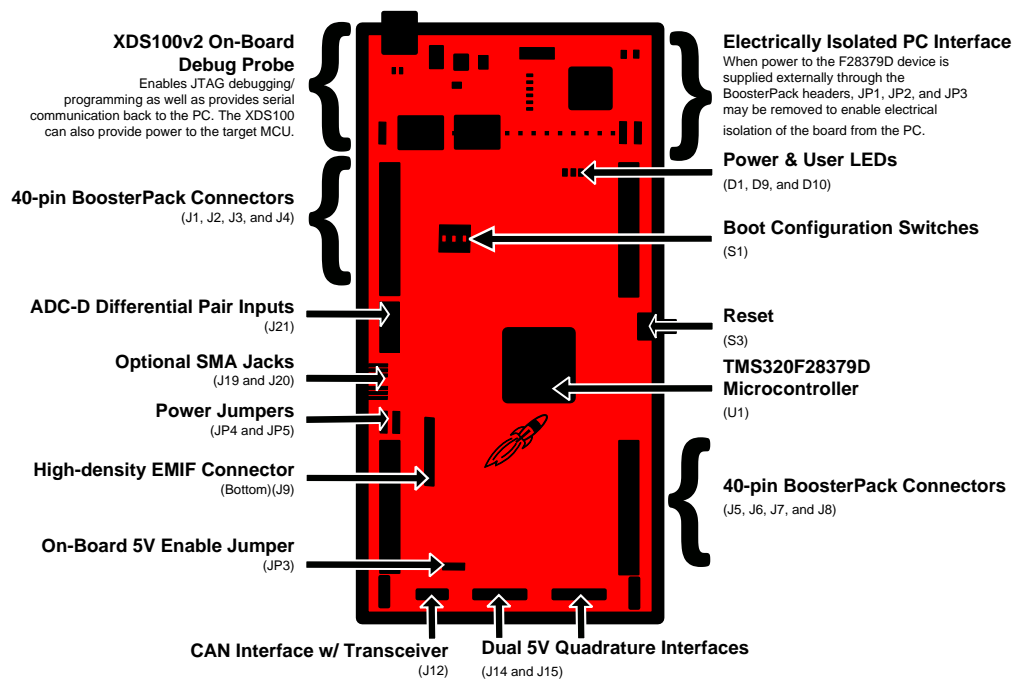 XDS100v2 On-Board
Debug Probe
Enables JTAG debugging/
programming as well as provides serial
communication back to the PC. The XDS100
can also provide power to the target MCU.
40-pin BoosterPack Connectors
(J1, J2, J3, and J4)
ADC-D Differential Pair Inputs
(J21)
Optional SMA Jacks
(J19 and J20)
Power Jumpers
(JP4 and JP5)
High-density EMIF Connector
(Bottom)(J9)
On-Board 5V Enable Jumper
(JP3)
CAN Interface w/ Transceiver
(J12)
Dual 5V Quadrature Interfaces
(J14 and J15)
Electrically Isolated PC Interface
When power to the F28379D device is
supplied externally through the
BoosterPack headers, JP1, JP2, and JP3
may be removed to enable electrical
isolation of the board from the PC.
Power & User LEDs
(D1, D9, and D10)
Boot Configuration Switches
(S1)
Reset
(S3)
TMS320F28379D
Microcontroller
(U1)
40-pin BoosterPack Connectors
(J5, J6, J7, and J8)